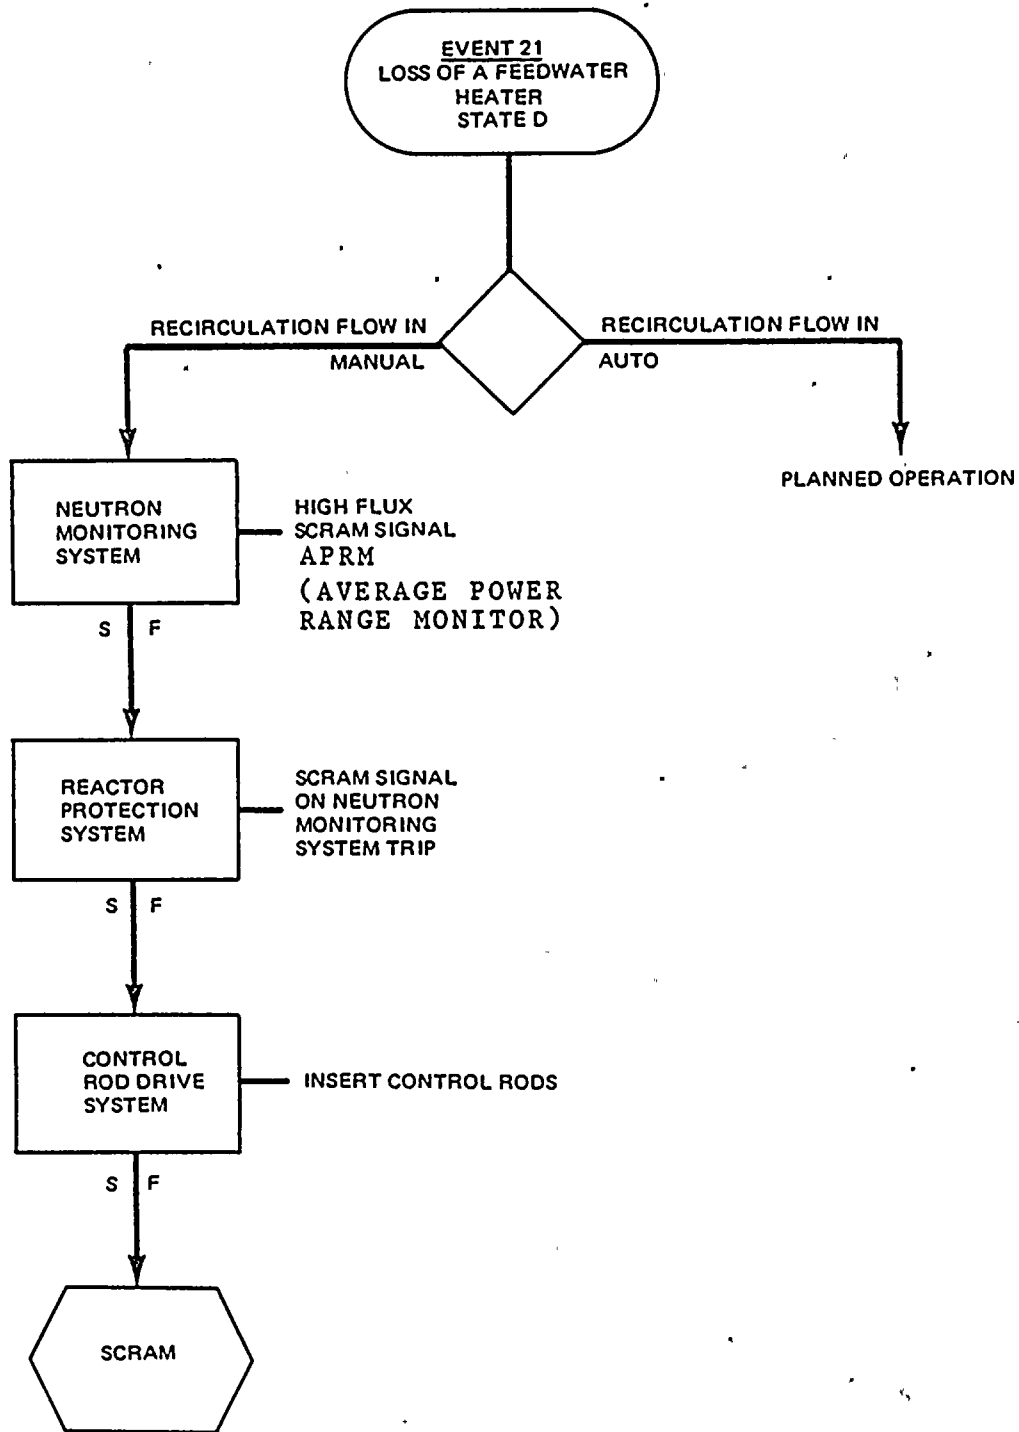 EVENT 21
LOSS OF A FEEDWATER
HEATER
STATE D
RECIRCULATION FLOW IN
MANUAL
RECIRCULATION FLOW IN
AUTO
PLANNED OPERATION
NEUTRON
MONITORING
SYSTEM
HIGH FLUX
SCRAM SIGNAL
APRM
(AVERAGE POWER
RANGE MONITOR)
S F
REACTOR
PROTECTION
SYSTEM
SCRAM SIGNAL
ON NEUTRON
MONITORING
SYSTEM TRIP
S F
CONTROL
ROD DRIVE
SYSTEM
INSERT CONTROL RODS
S F
SCRAM